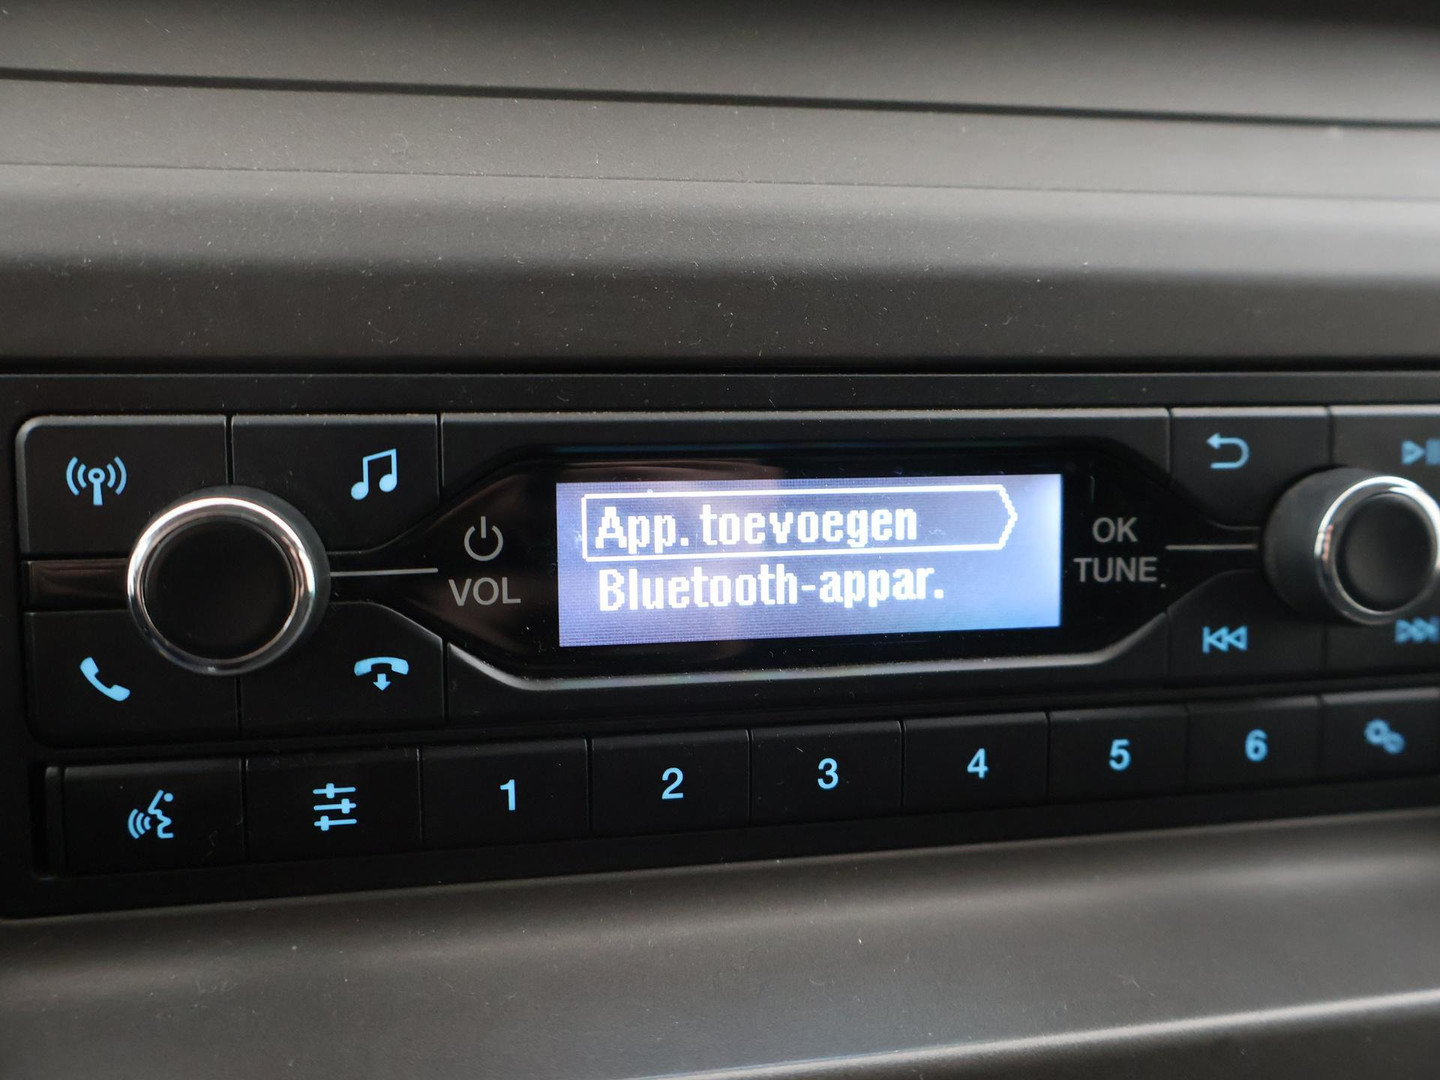 App. toevoegen
Bluetooth-appar.
VOL
OK
TUNE
1 2 3 4 5 6